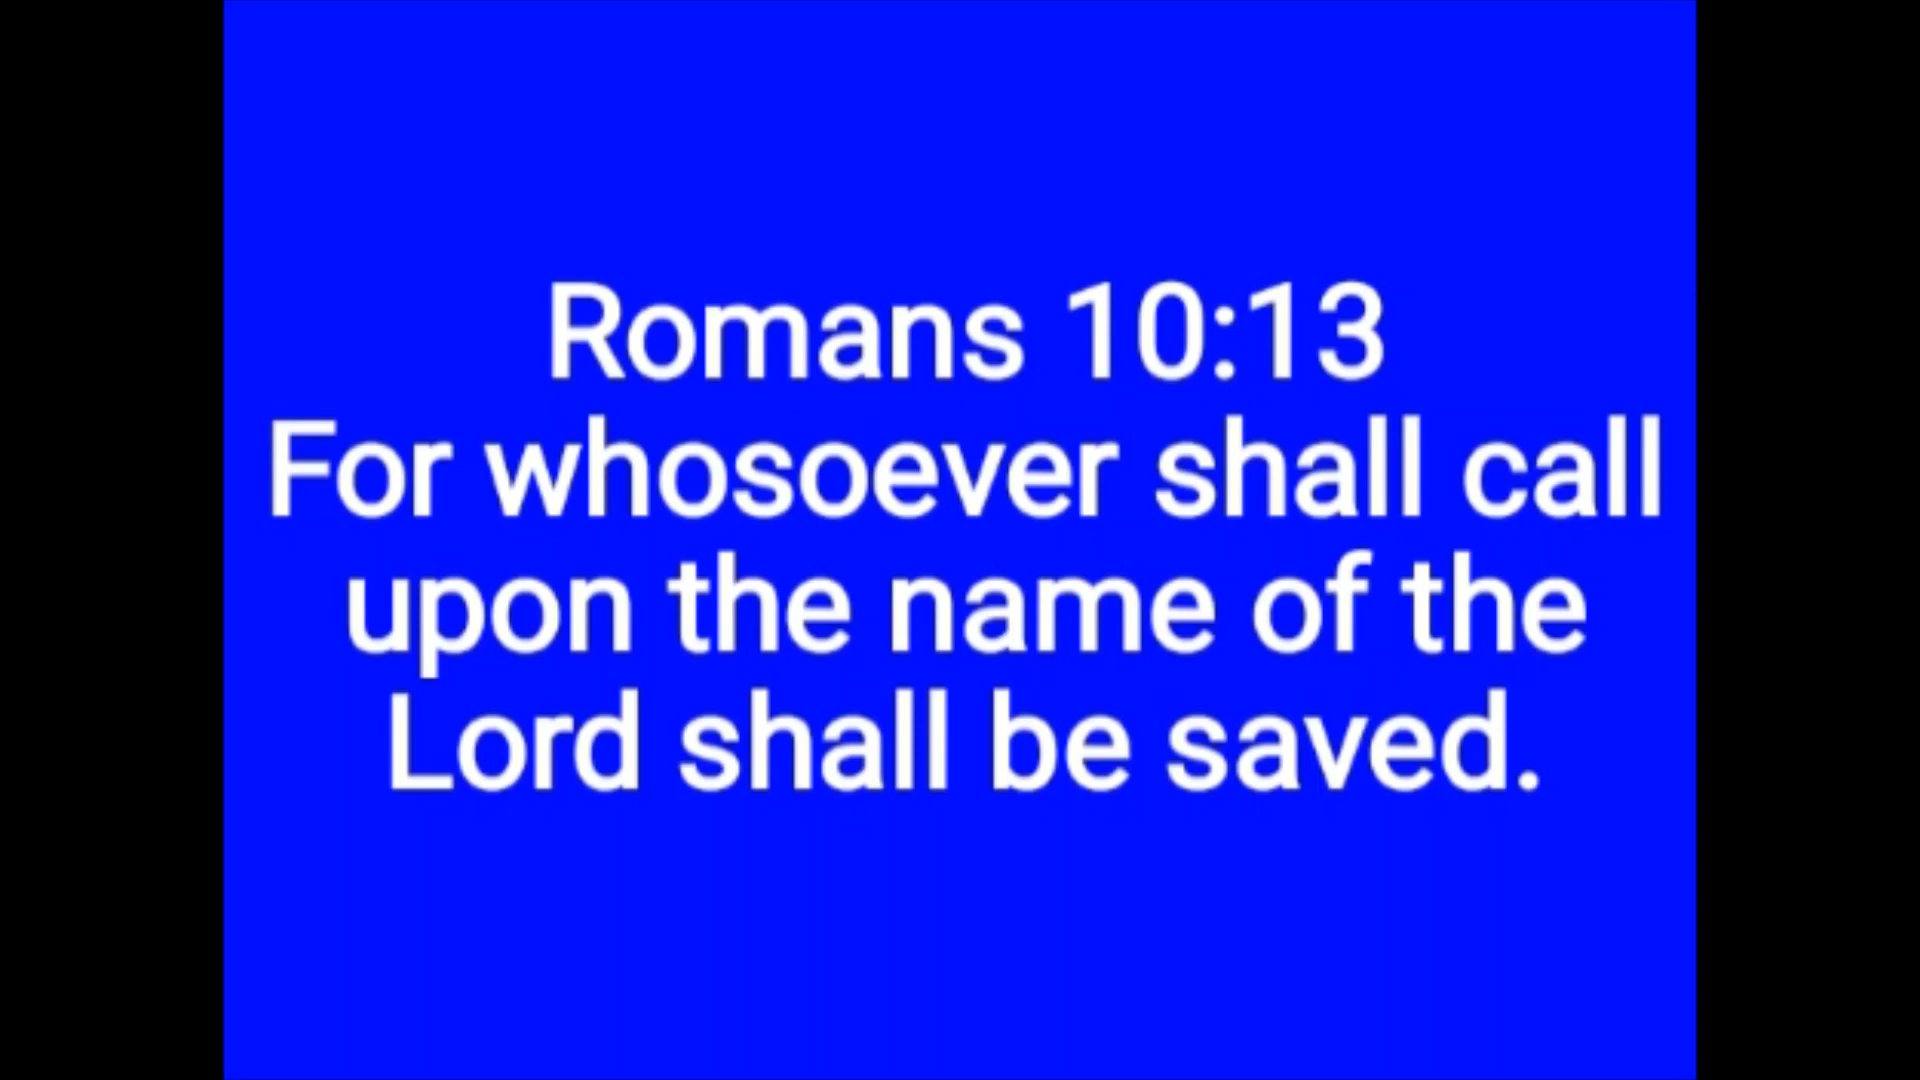 Romans 10:13
For whosoever shall call
upon the name of the
Lord shall be saved.